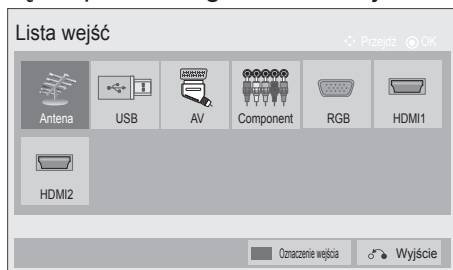 Lista wejść
Przejdź OK
Antena USB AV Component RGB HDMI1
HDMI2
Oznaczenie wejścia Wyjście